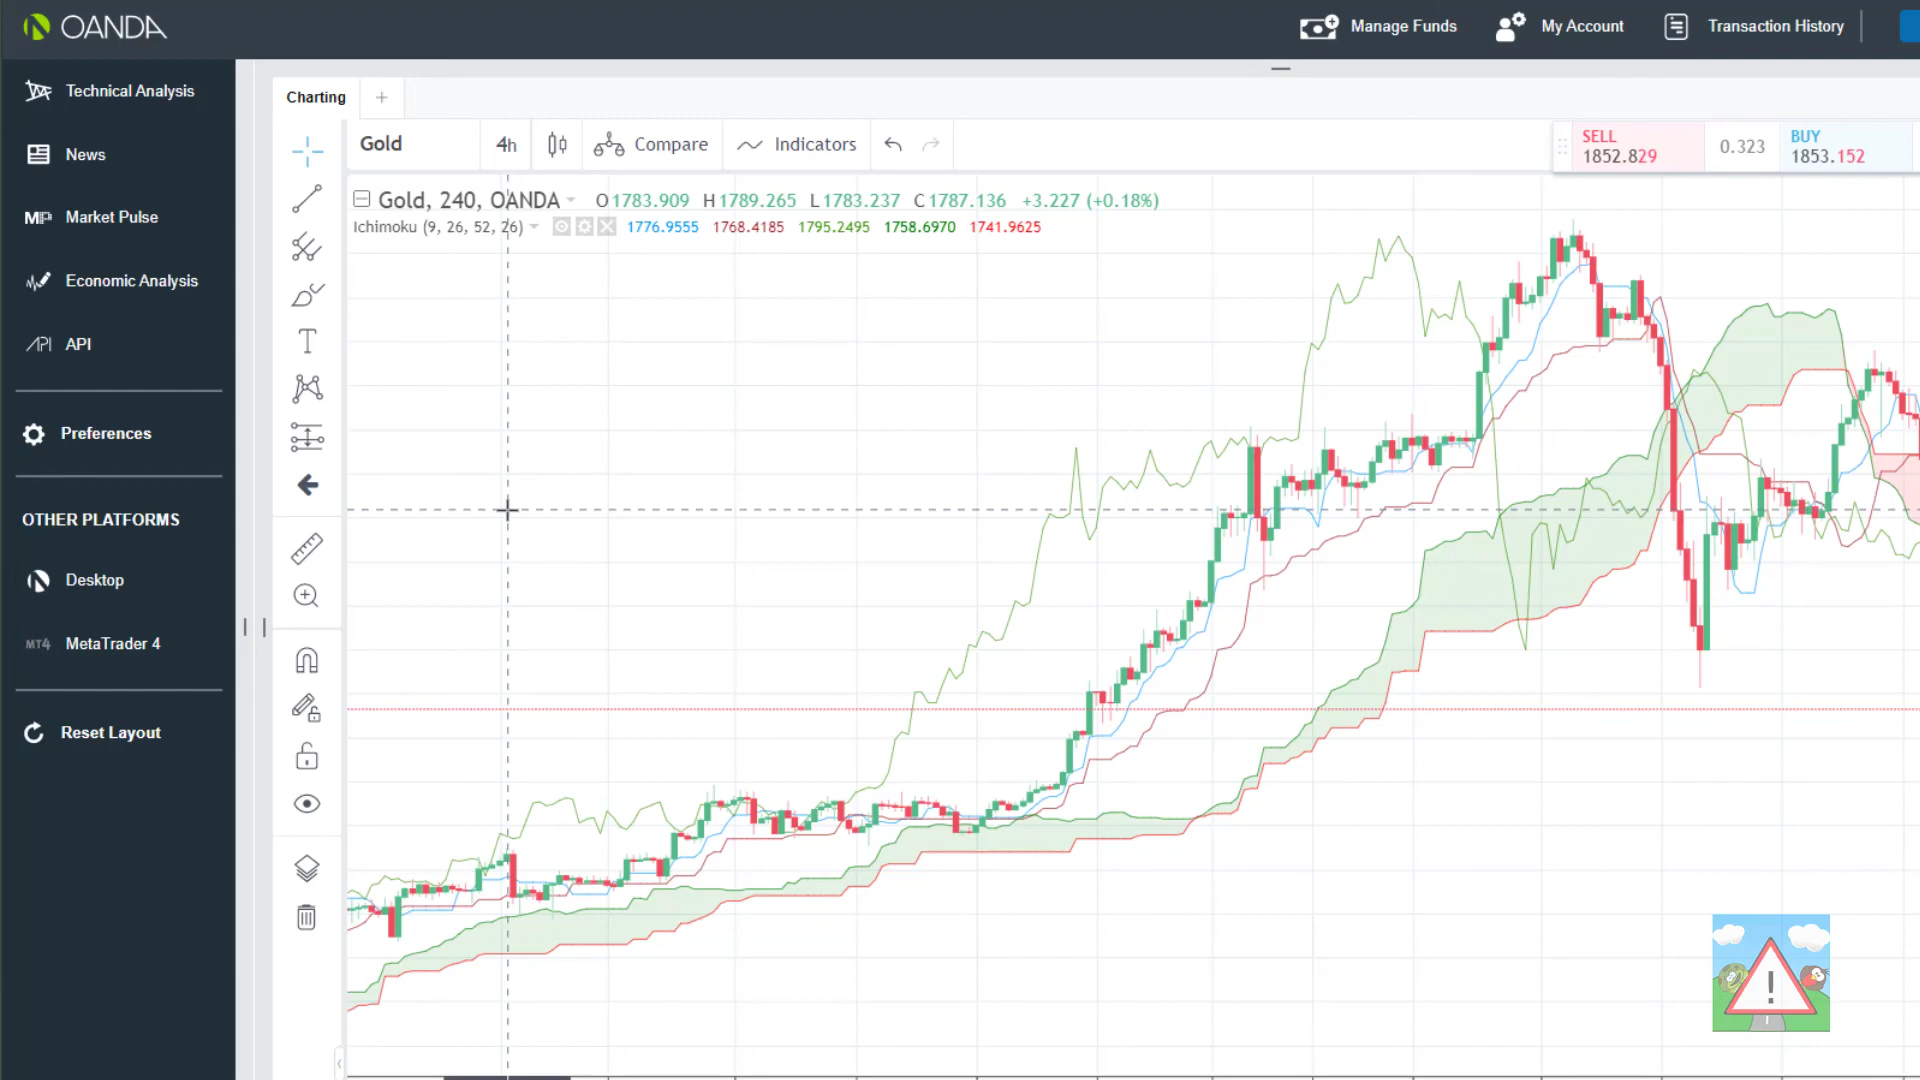 OANDA
Manage Funds
My Account
Transaction History
Technical Analysis
News
Market Pulse
Economic Analysis
API
Preferences
OTHER PLATFORMS
Desktop
MT4 MetaTrader 4
Reset Layout
Charting +
Gold 4h Compare Indicators
SELL 1852.829
0.323
BUY 1853.152
Gold, 240, OANDA O1783.909 H1789.265 L1783.237 C1787.136 +3.227 (+0.18%)
Ichimoku (9, 26, 52, 26) 1776.9555 1768.4185 1795.2495 1758.6970 1741.9625